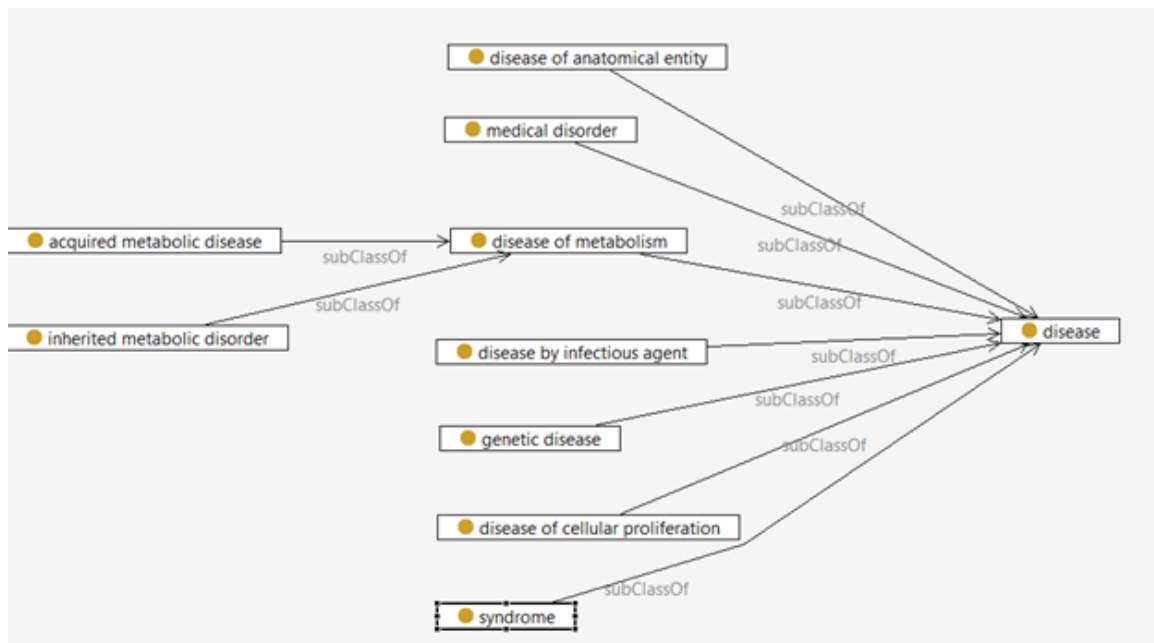 disease of anatomical entity
medical disorder
subClassOf
acquired metabolic disease
disease of metabolism
subClassOf
subClassOf
subClassOf
subClassOf
inherited metabolic disorder
disease
disease by infectious agent
subClassOf
subClassOf
genetic disease
subClassOf
disease of cellular proliferation
subClassOf
syndrome